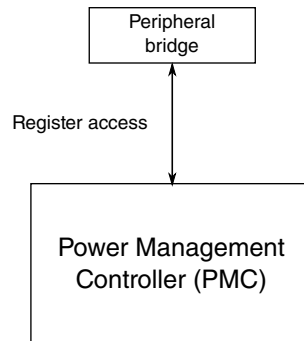 Peripheral
bridge
Register access
Power Management
Controller (PMC)